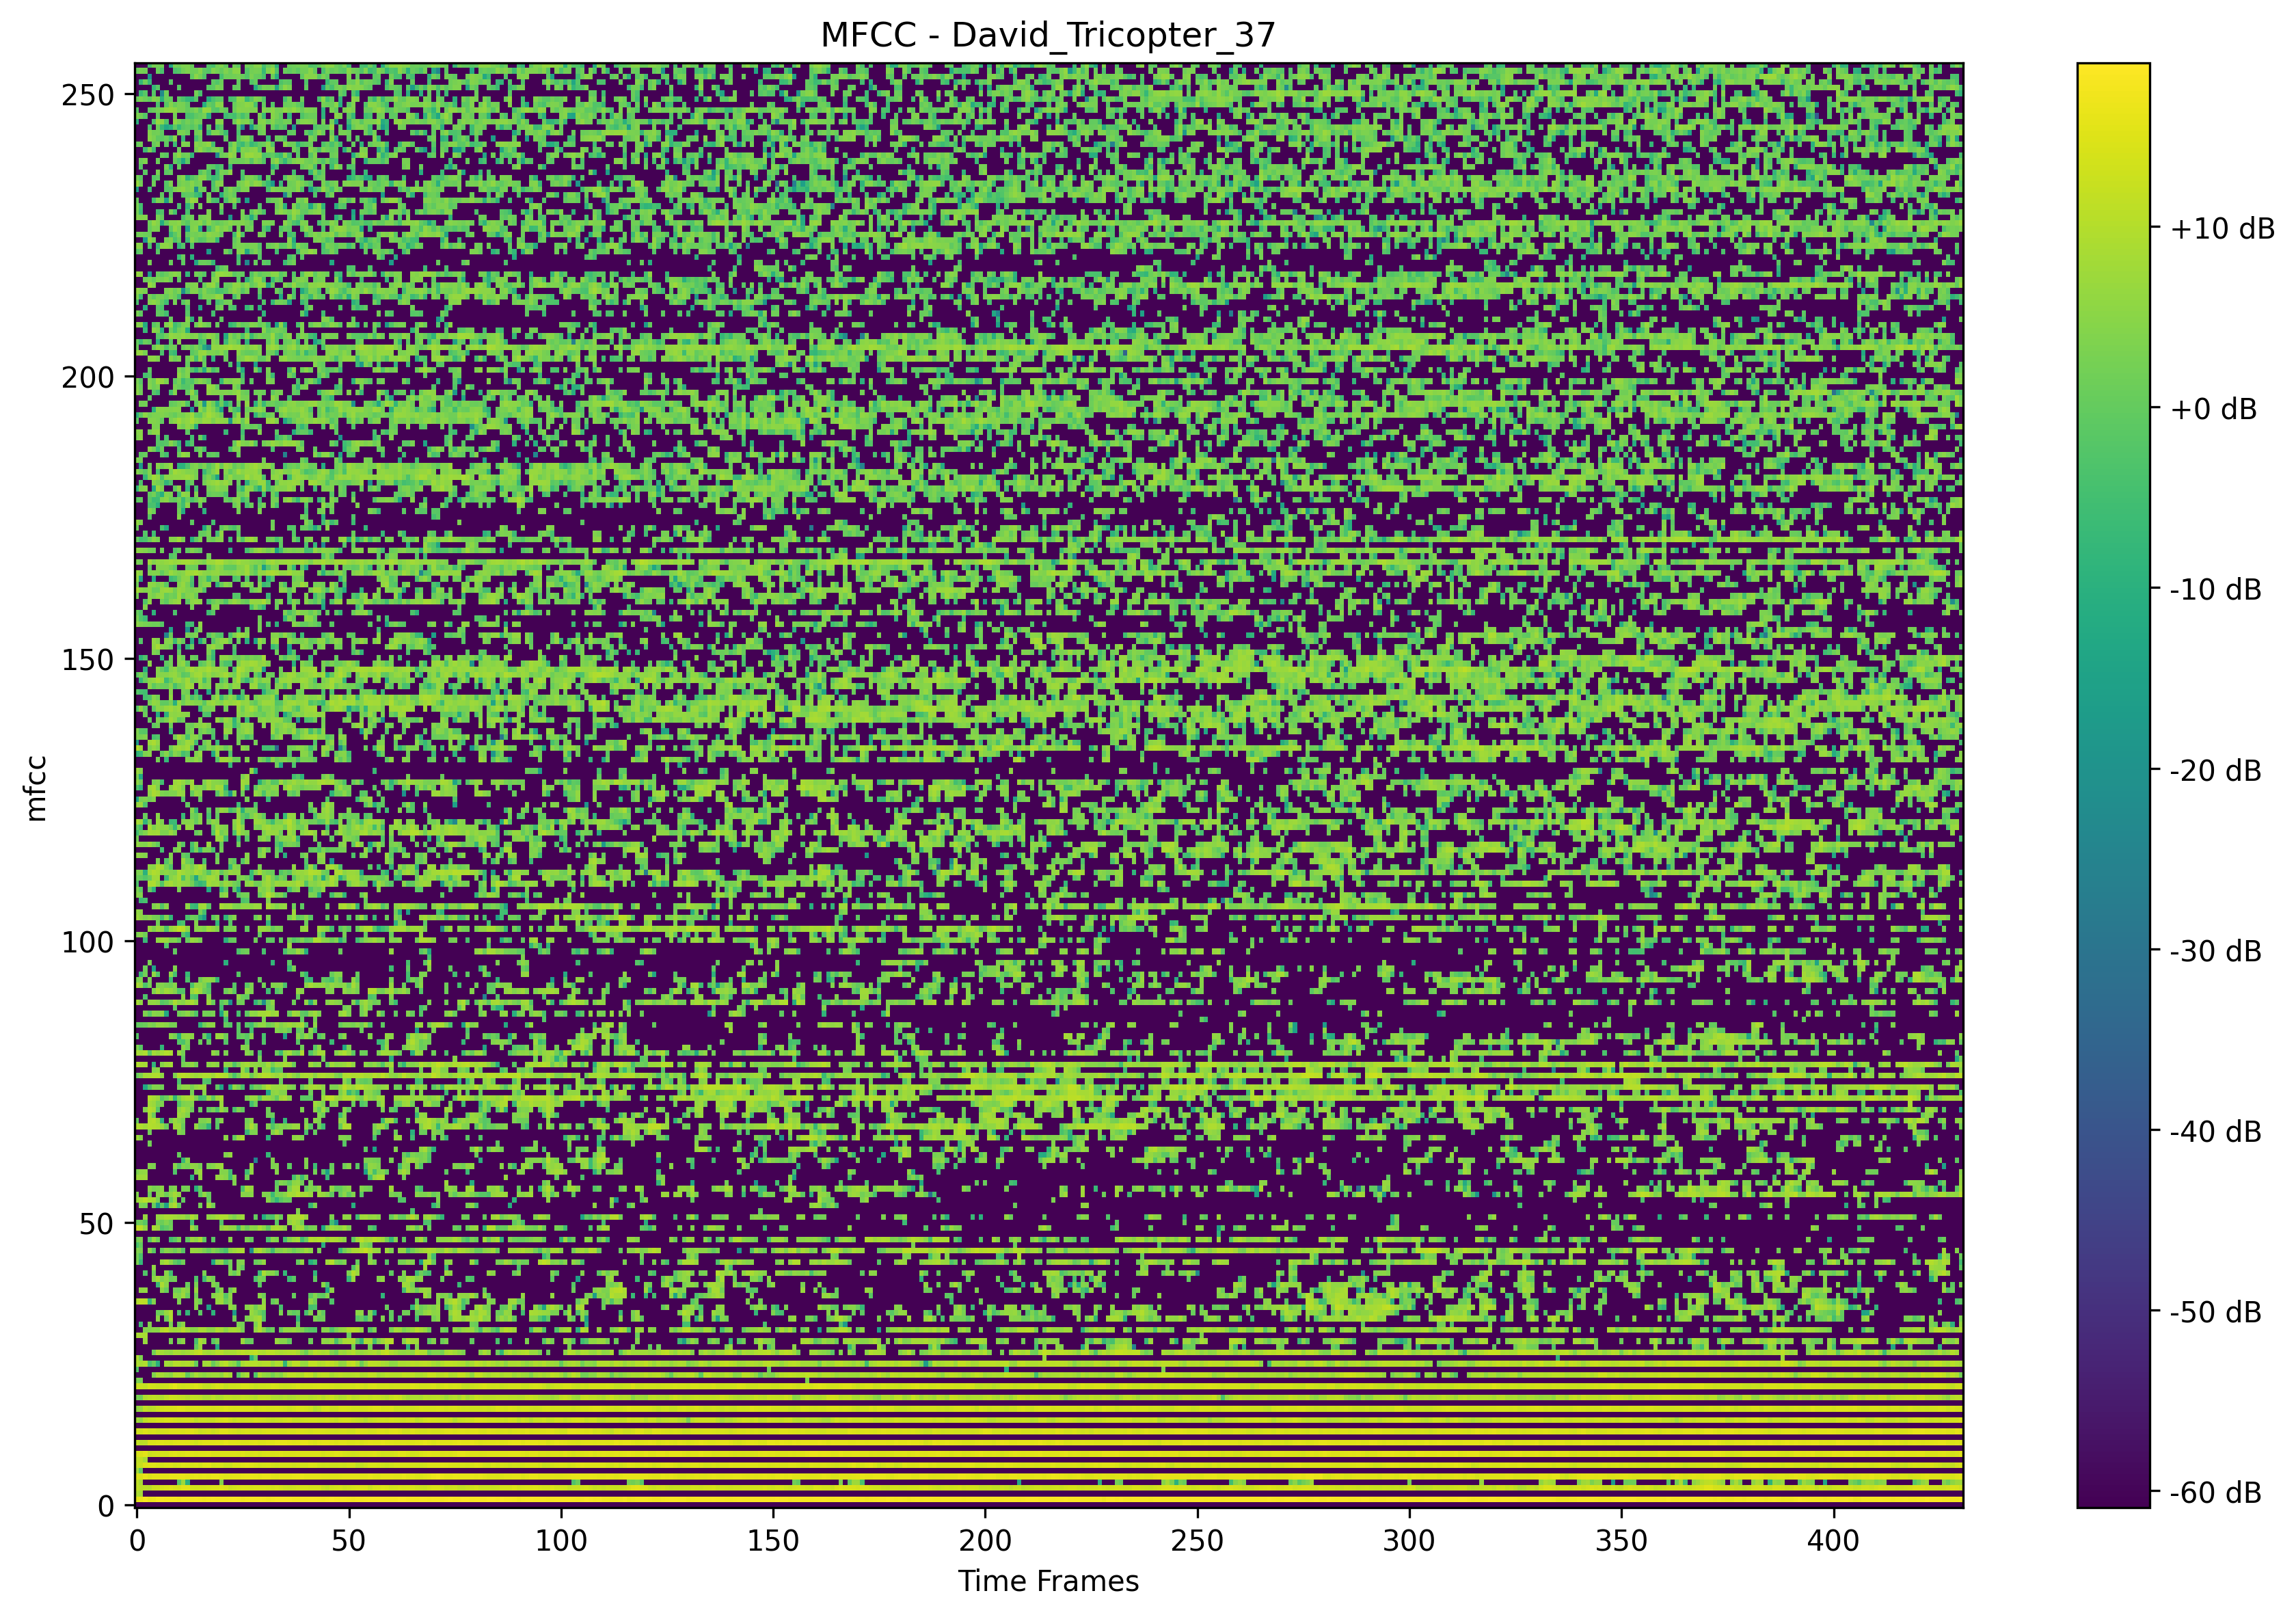 MFCC - David_Tricopter_37
250
200
150
100
50
0
mfcc
0 50 100 150 200 250 300 350 400
Time Frames
+10 dB
+0 dB
-10 dB
-20 dB
-30 dB
-40 dB
-50 dB
-60 dB